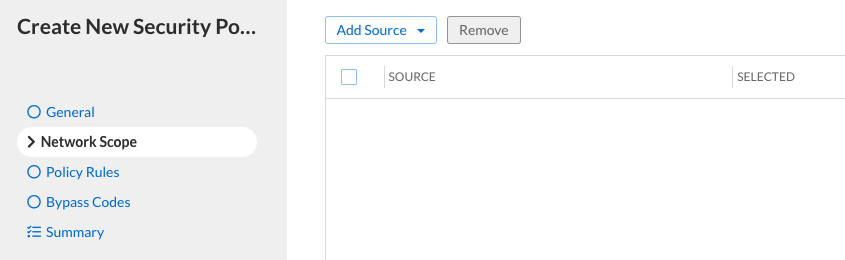 Create New Security Po...
Add Source
Remove
SOURCE
SELECTED
General
Network Scope
Policy Rules
Bypass Codes
Summary